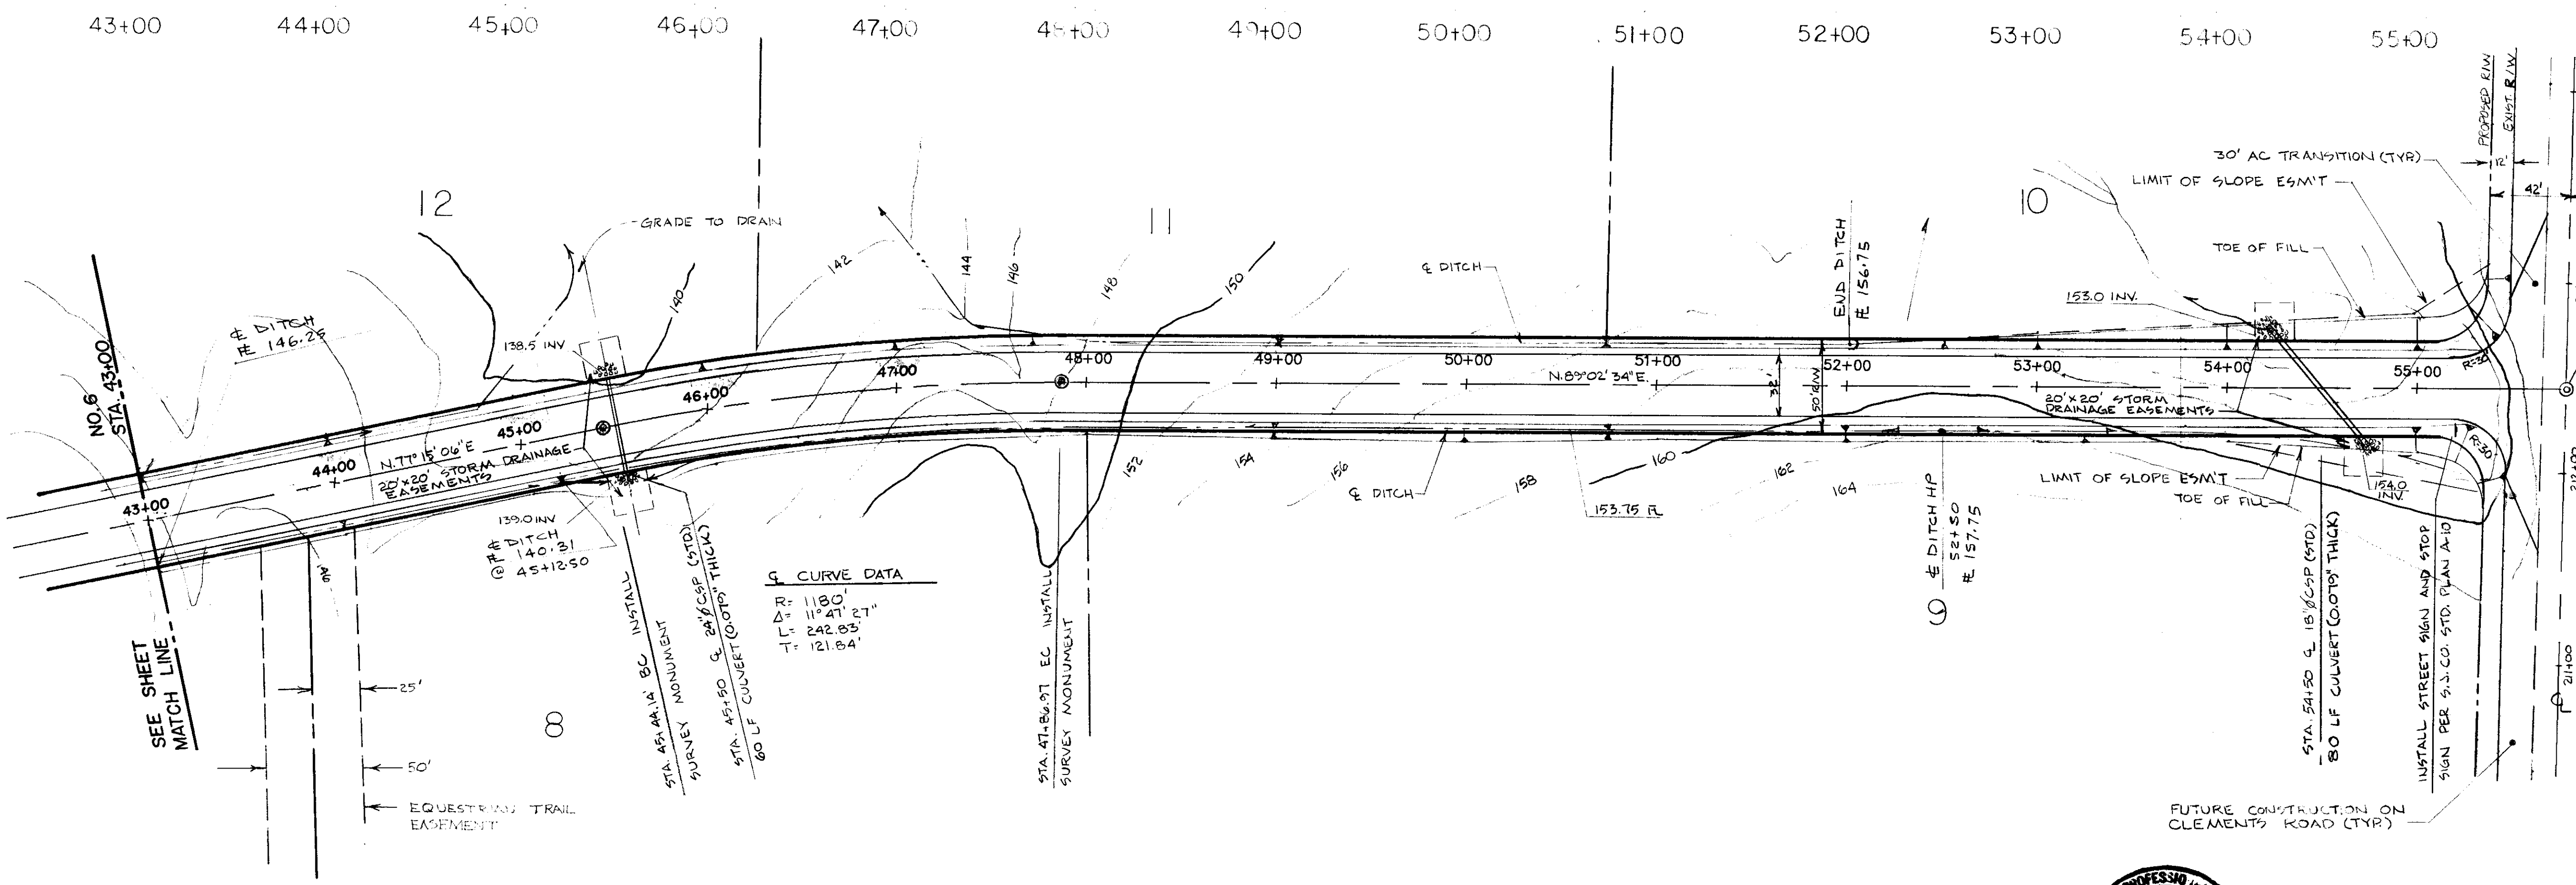 43+00 44+00 45+00 46+00 47+00 48+00 49+00 50+00 51+00 52+00 53+00 54+00 55+00
PROPOSED R/W
EXIST. R/W
12'
42'
30' AC TRANSITION (TYP.)
LIMIT OF SLOPE ESM'T
TOE OF FILL
12
11
10
GRADE TO DRAIN
142
144
146
148
150
140
℄ DITCH
END DITCH
FL 156.75
153.0 INV.
℄ DITCH
FL 146.25
138.5 INV
NO.6
STA. 43+00
43+00
44+00
45+00
46+00
47+00
48+00
49+00
50+00
51+00
52+00
53+00
54+00
55+00
N.77°15'06"E
N.89°02'34"E.
32'
50' R/W
R=30
R=30
20'x20' STORM DRAINAGE
EASEMENTS
20'x20' STORM
DRAINAGE EASEMENTS
139.0 INV
℄ DITCH
FL 140.31
@ 45+12.50
152
154
156
158
160
162
164
℄ DITCH
153.75 FL
LIMIT OF SLOPE ESM'T
TOE OF FILL
154.0
INV.
℄ DITCH HP
52+50
FL 157.75
9
℄ CURVE DATA
R= 1180'
Δ= 11°47'27"
L= 242.83'
T= 121.84'
SEE SHEET
MATCH LINE
8
25'
50'
EQUESTRIAN TRAIL
EASEMENT
STA. 45+44.14 BC INSTALL
SURVEY MONUMENT
STA. 45+50 ℄ 24"∅ CSP (STD)
60 LF CULVERT (0.079" THICK)
STA. 47+86.97 EC INSTALL
SURVEY MONUMENT
STA. 54+50 ℄ 18"∅ CSP (STD.)
80 LF CULVERT (0.079" THICK)
INSTALL STREET SIGN AND STOP
SIGN PER S.J. CO. STD. PLAN A-10
212+00
211+00
FUTURE CONSTRUCTION ON
CLEMENTS ROAD (TYP.)